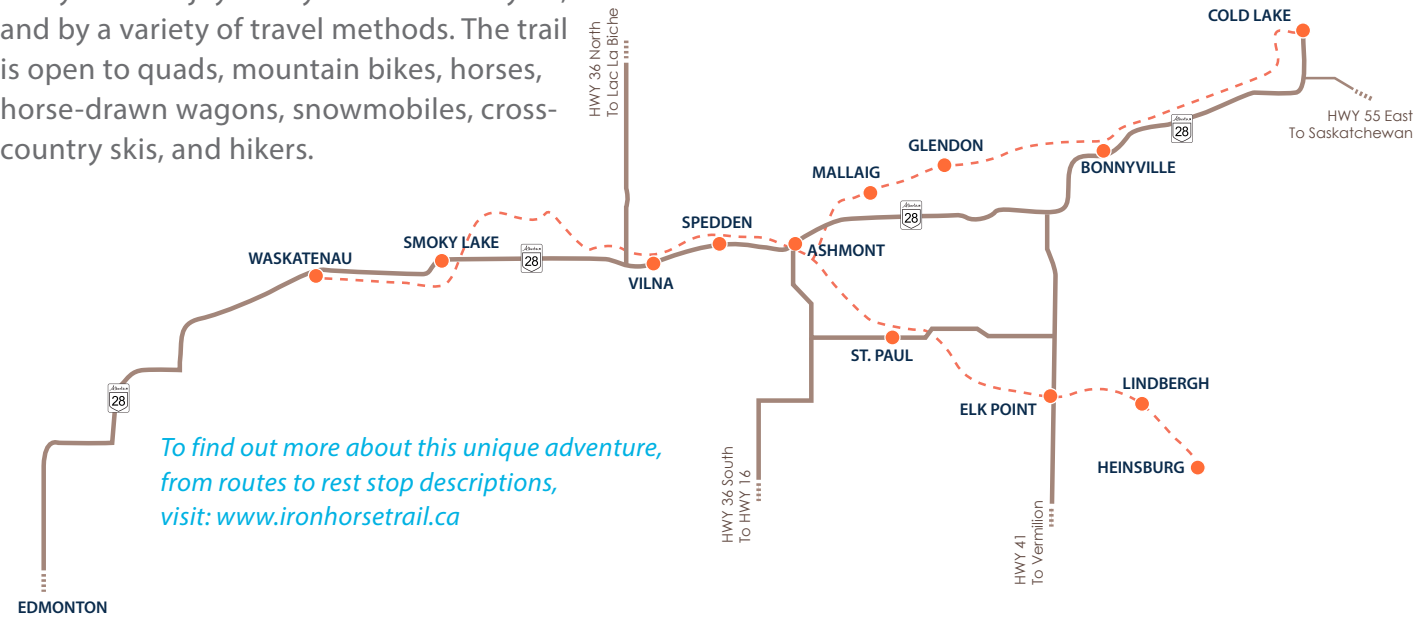 and by a variety of travel methods. The trail
is open to quads, mountain bikes, horses,
horse-drawn wagons, snowmobiles, cross-
country skis, and hikers.
HWY 36 North
To Lac La Biche
COLD LAKE
HWY 55 East
To Saskatchewan
28
BONNYVILLE
GLENDON
MALLAIG
28
SPEDDEN
ASHMONT
SMOKY LAKE
28
WASKATENAU
VILNA
ST. PAUL
LINDBERGH
ELK POINT
HEINSBURG
28
To find out more about this unique adventure,
from routes to rest stop descriptions,
visit: www.ironhorsetrail.ca
HWY 36 South
To HWY 16
HWY 41
To Vermilion
EDMONTON